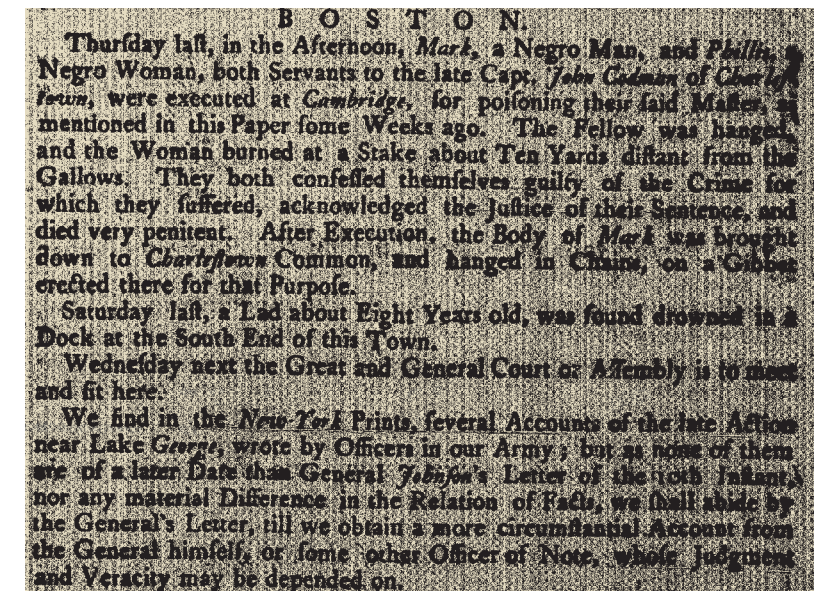 BOSTON.
Thurſday laſt, in the Afternoon, Mark, a Negro Man, and Phillis, a
Negro Woman, both Servants to the late Capt. John Codman of Charleſ-
town, were executed at Cambridge, for poiſoning their ſaid Maſter, as
mentioned in this Paper ſome Weeks ago. The Fellow was hanged,
and the Woman burned at a Stake about Ten Yards diſtant from the
Gallows. They both confeſſed themſelves guilty of the Crime for
which they ſuffered, acknowledged the Juſtice of their Sentence, and
died very penitent. After Execution, the Body of Mark was brought
down to Charleſtown Common, and hanged in Chains, on a Gibbet
erected there for that Purpoſe.
Saturday laſt, a Lad about Eight Years old, was found drowned in a
Dock at the South End of this Town.
Wedneſday next the Great and General Court or Aſſembly is to meet
and ſit here.
We find in the New-York Prints, ſeveral Accounts of the late Action
near Lake George, wrote by Officers in our Army; but as none of them
are of a later Date than General Johnſon's Letter of the 10th Inſtant,
nor any material Difference in the Relation of Facts, we ſhall abide by
the General's Letter, till we obtain a more circumſtantial Account from
the General himſelf, or ſome other Officer of Note, whoſe Judgment
and Veracity may be depended on.